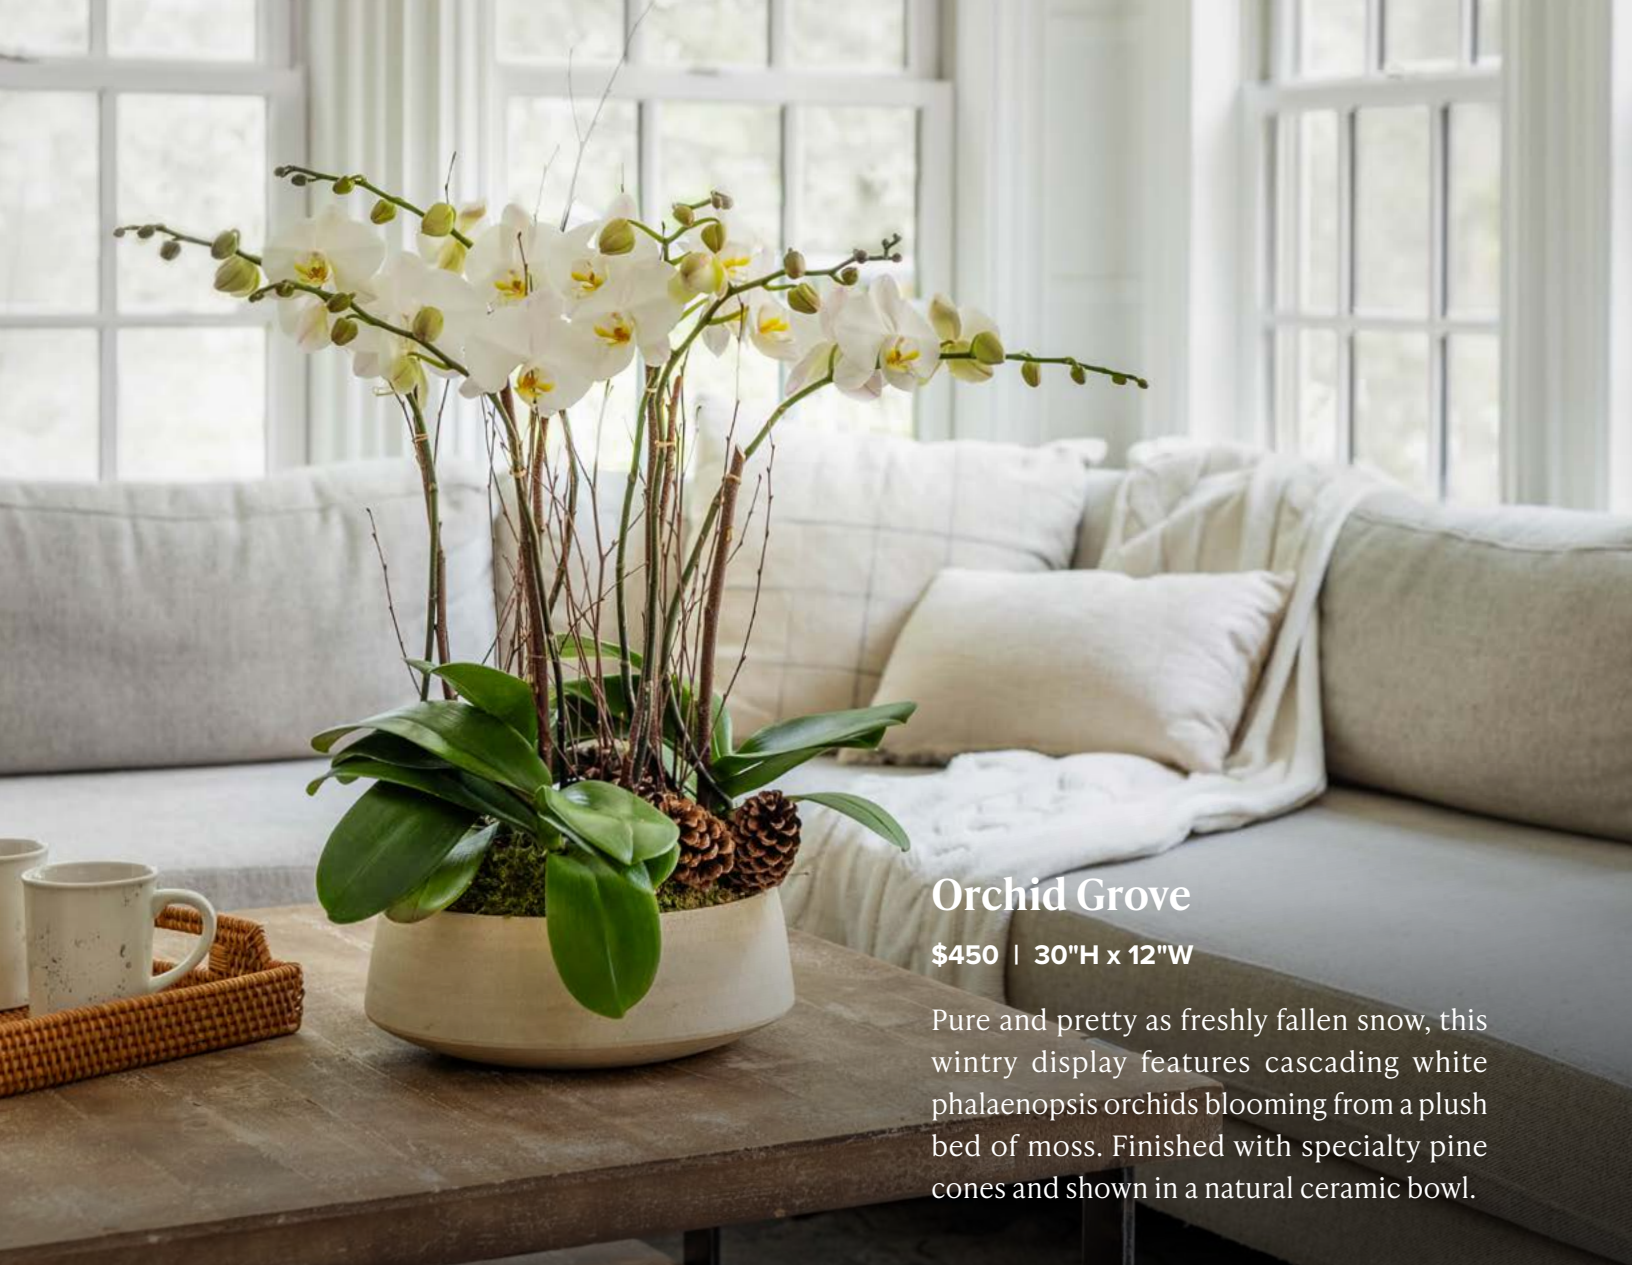 Orchid Grove
$450 | 30"H x 12"W
Pure and pretty as freshly fallen snow, this
wintry display features cascading white
phalaenopsis orchids blooming from a plush
bed of moss. Finished with specialty pine
cones and shown in a natural ceramic bowl.